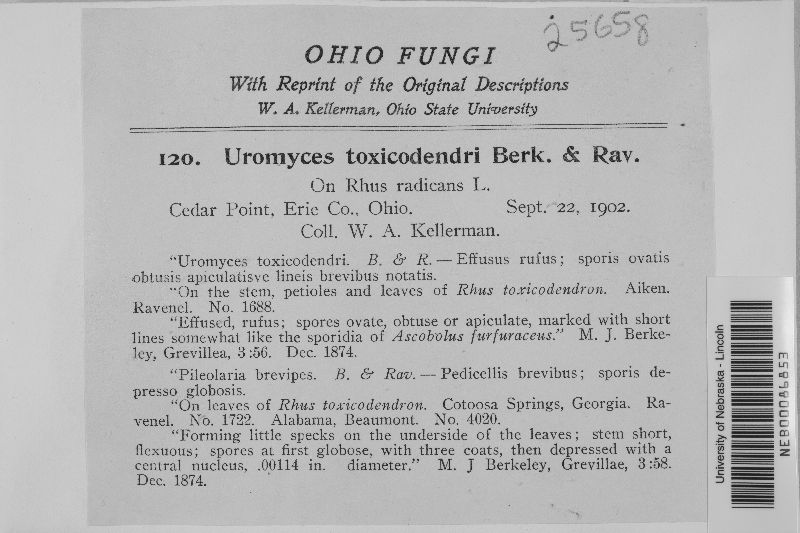 25658
OHIO FUNGI
With Reprint of the Original Descriptions
W. A. Kellerman, Ohio State University
120. Uromyces toxicodendri Berk. & Rav.
On Rhus radicans L.
Cedar Point, Erie Co., Ohio. Sept. 22, 1902.
Coll. W. A. Kellerman.
"Uromyces toxicodendri. B. & R. — Effusus rufus; sporis ovatis
obtusis apiculatisve lineis brevibus notatis.
"On the stem, petioles and leaves of Rhus toxicodendron. Aiken.
Ravenel. No. 1688.
"Effused, rufus; spores ovate, obtuse or apiculate, marked with short
lines somewhat like the sporidia of Ascobolus furfuraceus." M. J. Berke-
ley, Grevillea, 3:56. Dec. 1874.
"Pileolaria brevipes. B. & Rav. — Pedicellis brevibus; sporis de-
presso globosis.
"On leaves of Rhus toxicodendron. Cotoosa Springs, Georgia. Ra-
venel. No. 1722. Alabama, Beaumont. No. 4020.
"Forming little specks on the underside of the leaves; stem short,
flexuous; spores at first globose, with three coats, then depressed with a
central nucleus, .00114 in. diameter." M. J Berkeley, Grevillae, 3:58.
Dec. 1874.
University of Nebraska - Lincoln
NEB00086853